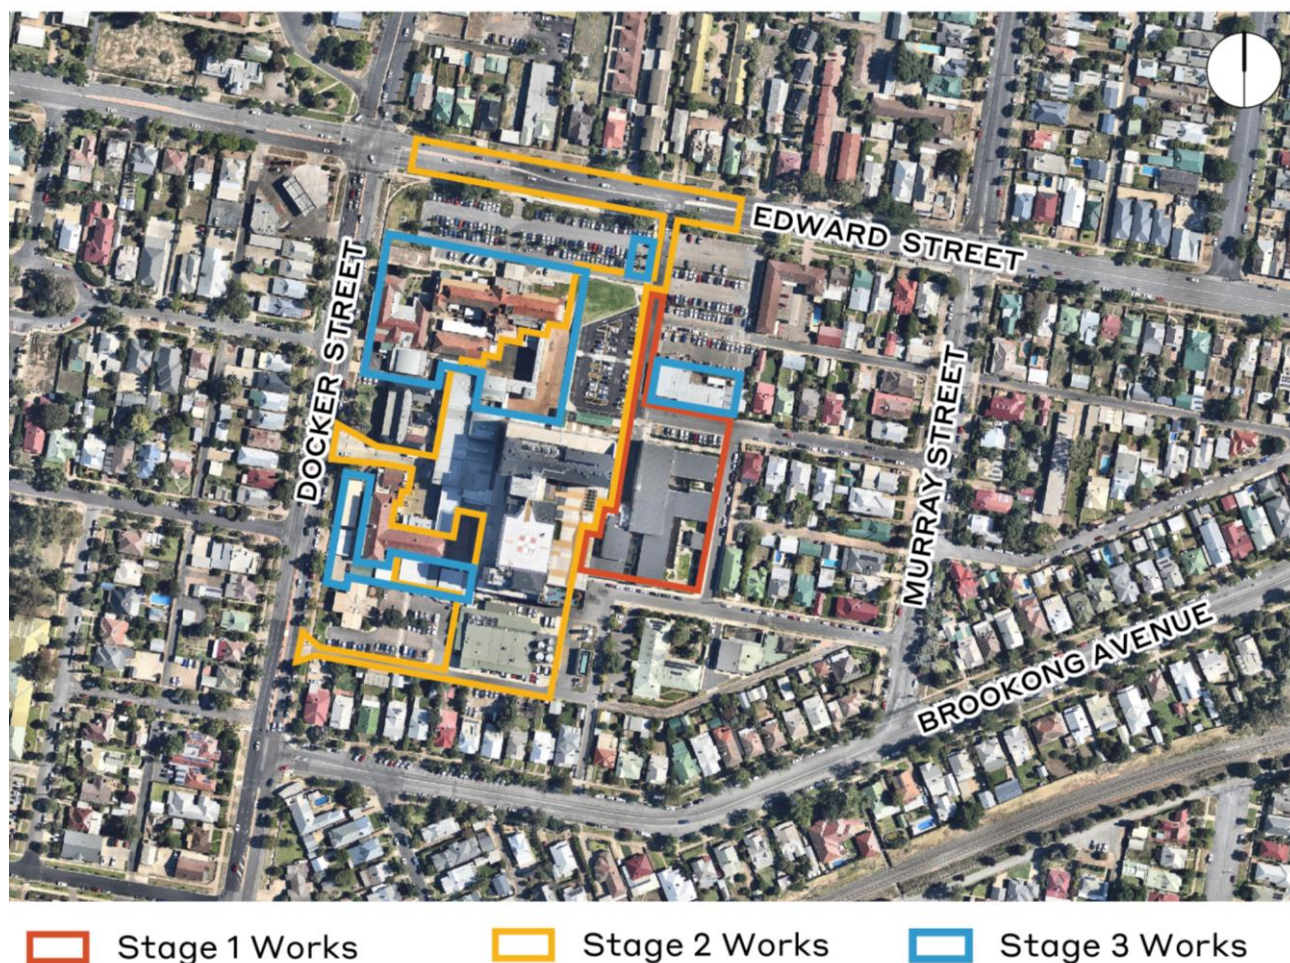 EDWARD STREET
DOCKER STREET
MURRAY STREET
BROOKONG AVENUE
Stage 1 Works
Stage 2 Works
Stage 3 Works